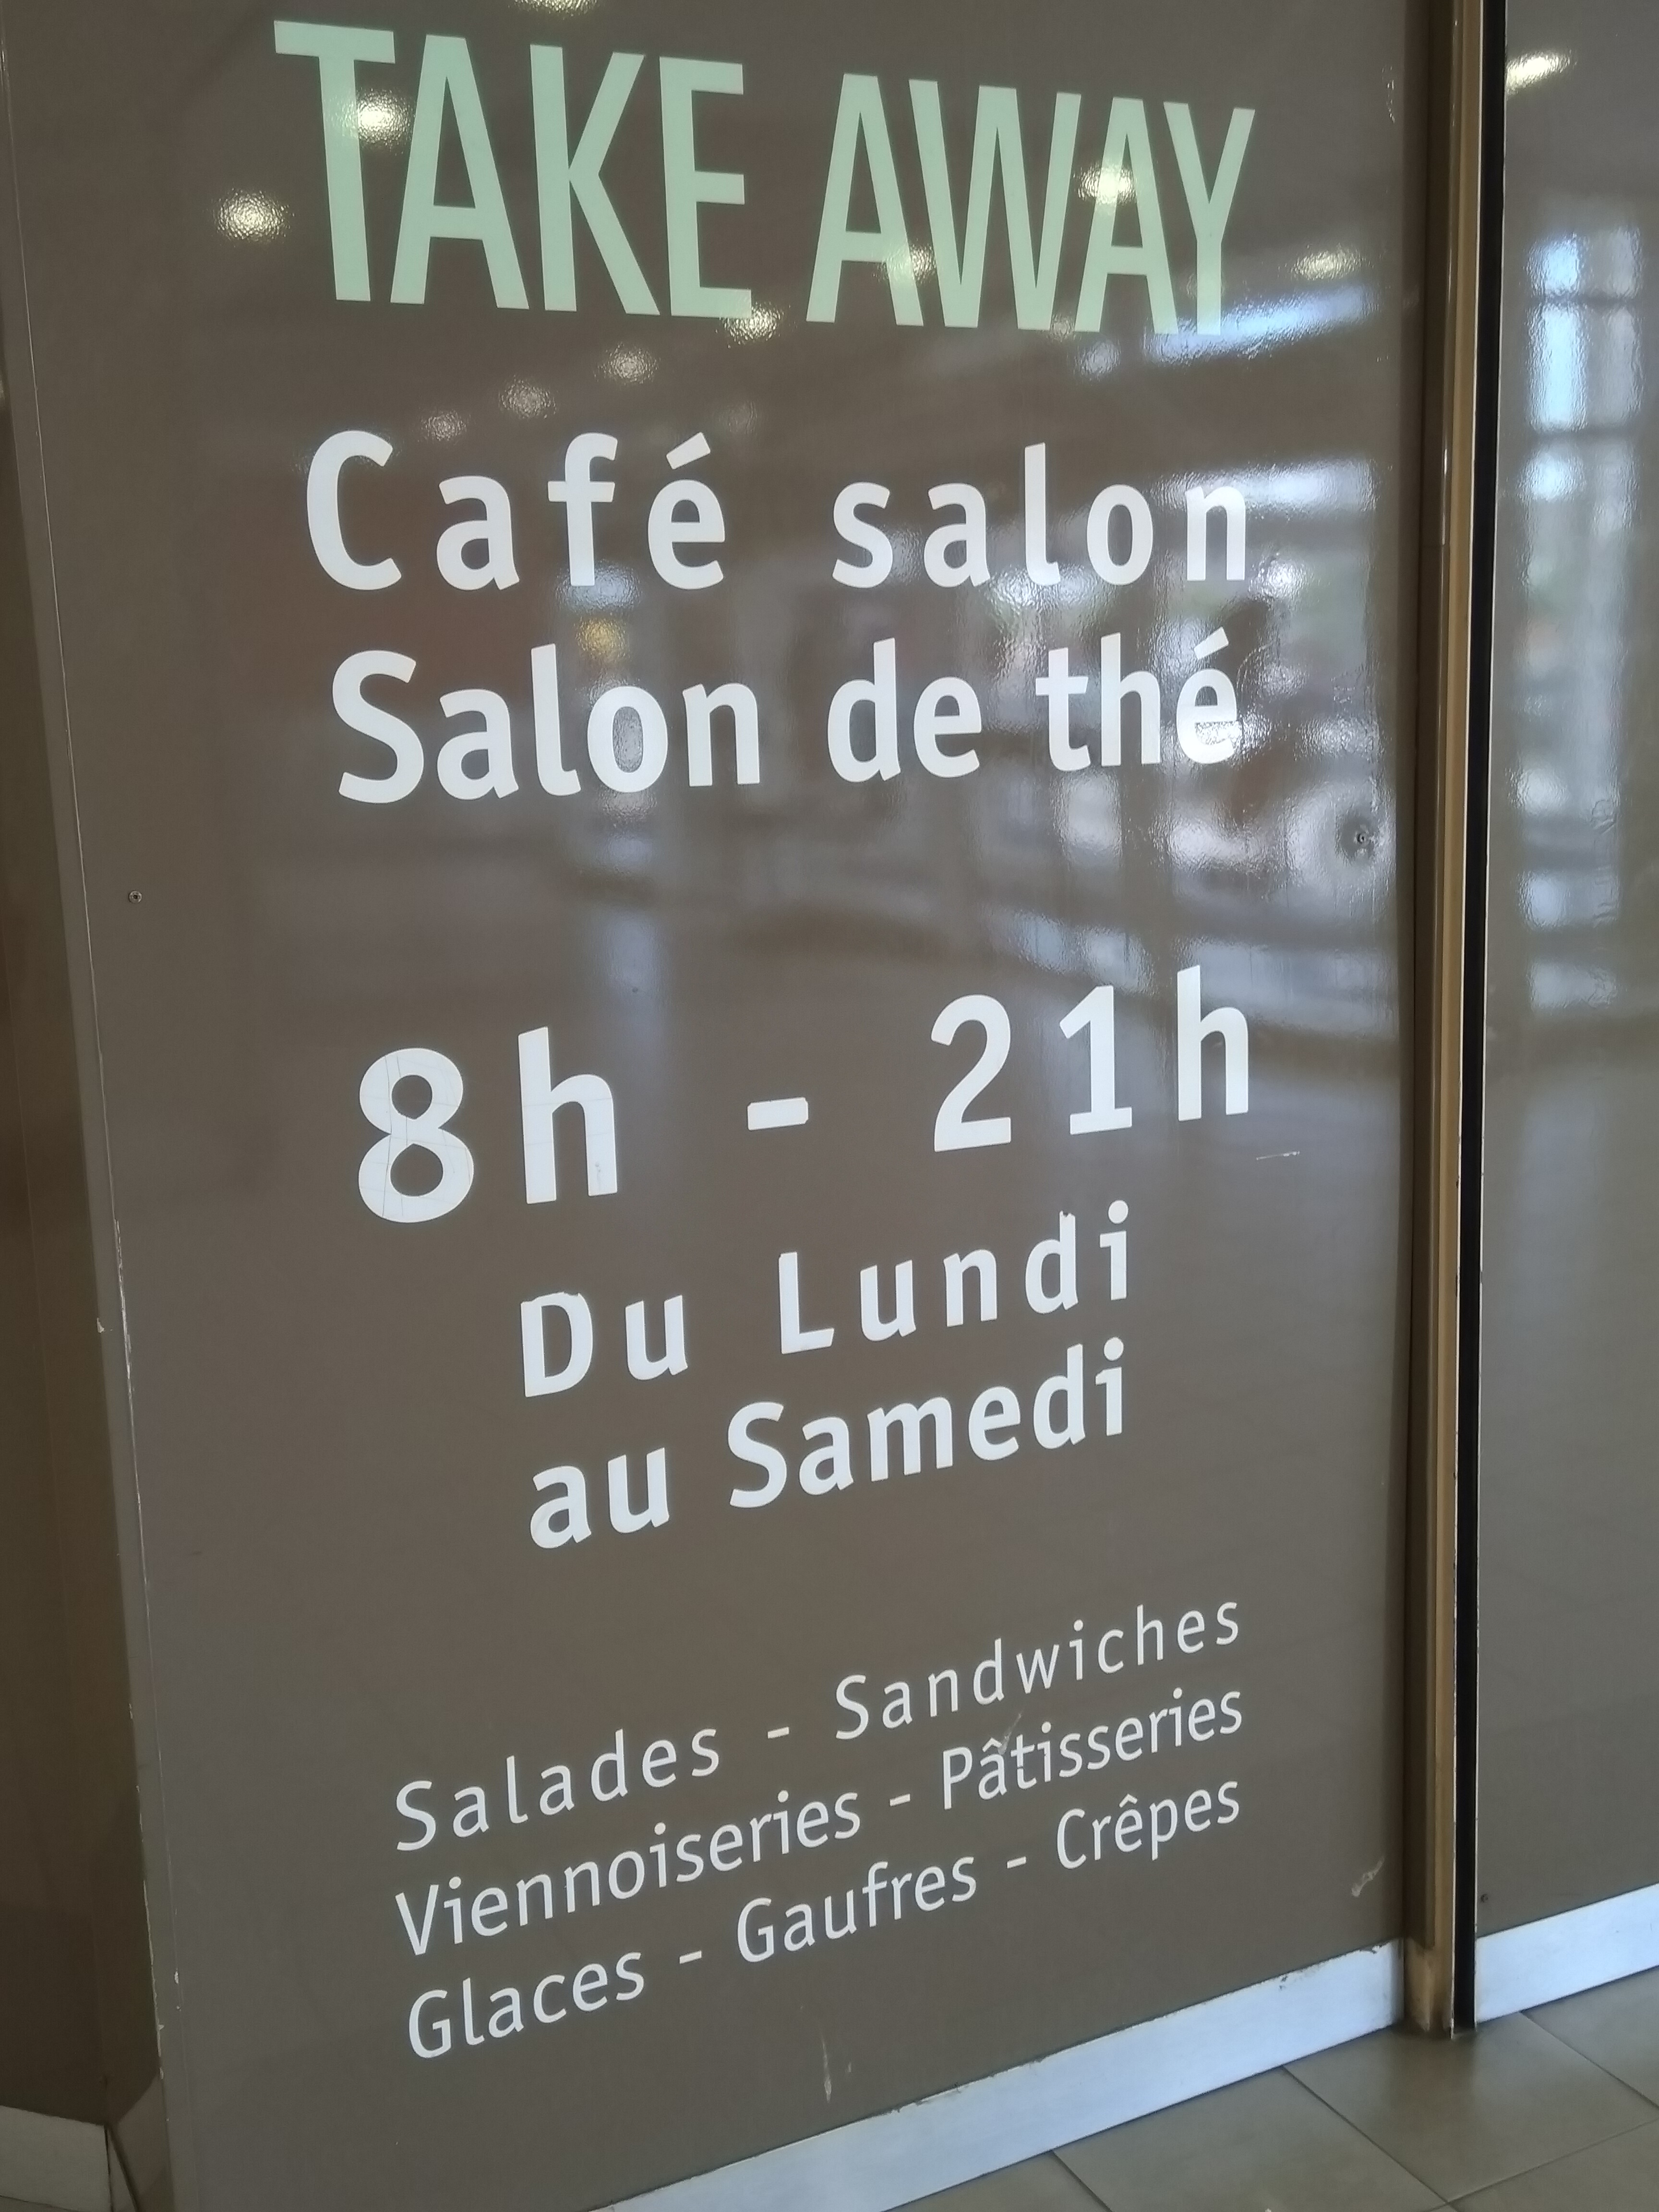 TAKE AWAY
Café salon
Salon de thé
8h - 21h
Du Lundi
au Samedi
Salades - Sandwiches
Viennoiseries - Pâtisseries
Glaces - Gaufres - Crêpes